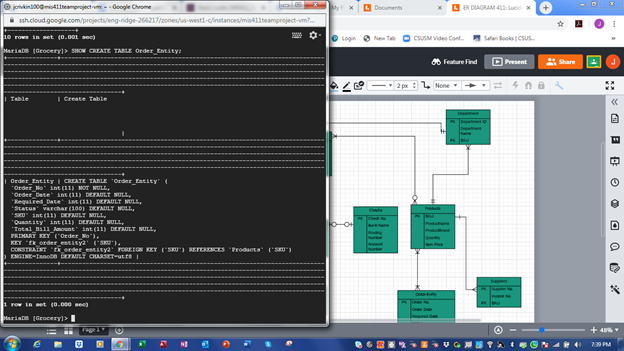 jcrivkin100@mis411teamproject-vm: ~ - Google Chrome
ssh.cloud.google.com/projects/eng-ridge-266217/zones/us-west1-c/instances/mis411teamproject-vm?...
10 rows in set (0.001 sec)
MariaDB [Grocery]> SHOW CREATE TABLE Order_Entity;
| Table | Create Table
|
| Order_Entity | CREATE TABLE `Order_Entity` (
`Order_No` int(11) NOT NULL,
`Order_Date` int(11) DEFAULT NULL,
`Required_Date` int(11) DEFAULT NULL,
`Status` varchar(100) DEFAULT NULL,
`SKU` int(11) DEFAULT NULL,
`Quantity` int(11) DEFAULT NULL,
`Total_Bill_Amount` int(11) DEFAULT NULL,
PRIMARY KEY (`Order_No`),
KEY `fk_order_entity2` (`SKU`),
CONSTRAINT `fk_order_entity2` FOREIGN KEY (`SKU`) REFERENCES `Products` (`SKU`)
) ENGINE=InnoDB DEFAULT CHARSET=utf8 |
1 row in set (0.000 sec)
MariaDB [Grocery]>
My P
Documents
ER DIAGRAM 411: Lucid
J
Login
New Tab
CSUSM Video Conf...
Safari Books | CSUSM
Feature Find
Present
Share
J
2 px
None
Department
PK Department ID
Department Name
FK SKU
Checks
PK Check No
Bank Name
Routing Number
Account Number
Products
PK SKU
ProductName
ProductBrand
Quantity
Item Price
Suppliers
PK Supplier No
Invoice No
FK SKU
Order-Entity
PK Order No
Order Date
Required Date
Page 1
48%
7:39 PM